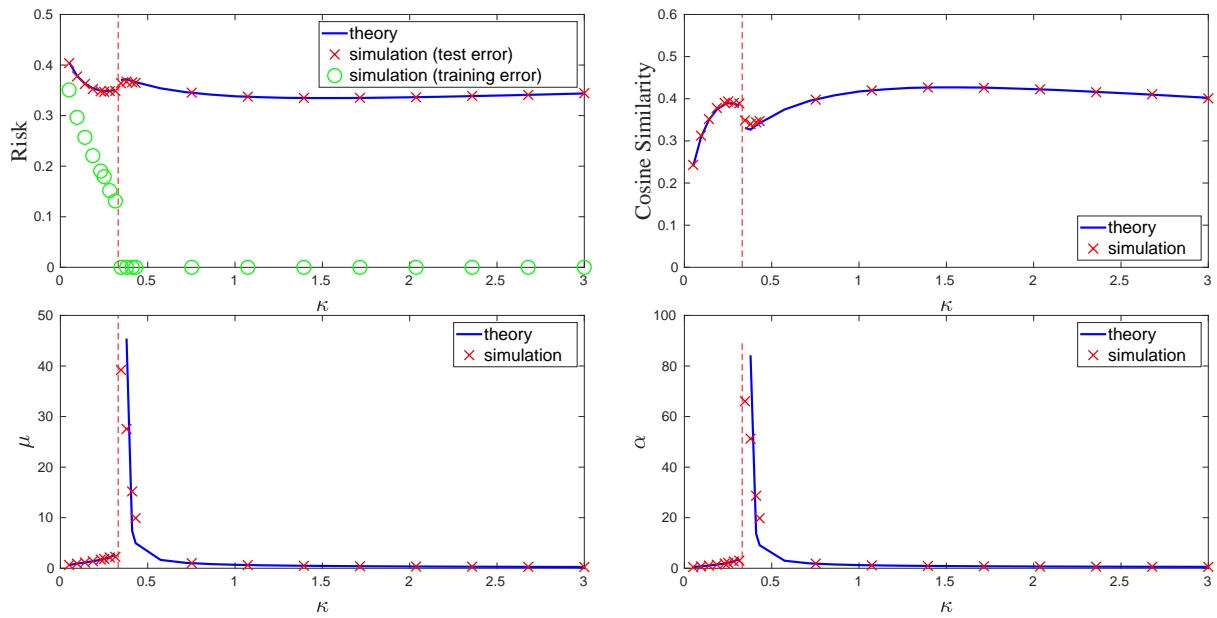 0.5
0.4
0.3
0.2
0.1
0
Risk
theory
simulation (test error)
simulation (training error)
0 0.5 1 1.5 2 2.5 3
κ
0.6
0.5
0.4
0.3
0.2
0.1
0
Cosine Similarity
theory
simulation
0 0.5 1 1.5 2 2.5 3
κ
50
40
30
20
10
0
μ
theory
simulation
0 0.5 1 1.5 2 2.5 3
κ
100
80
60
40
20
0
α
theory
simulation
0 0.5 1 1.5 2 2.5 3
κ